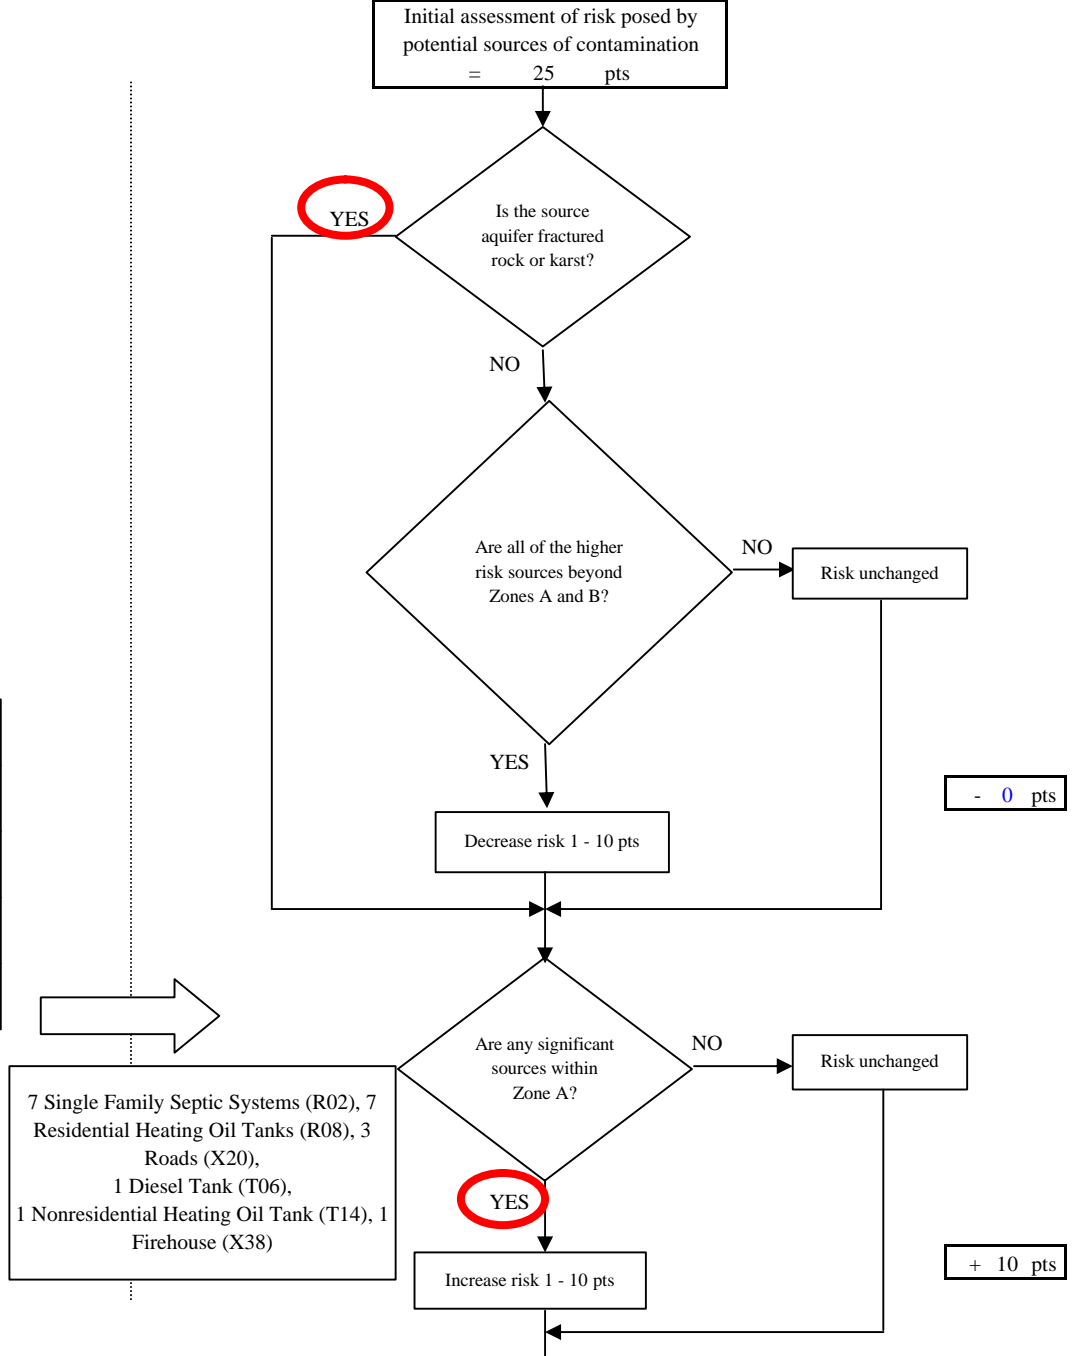 Initial assessment of risk posed by
potential sources of contamination
= 25 pts
YES
Is the source
aquifer fractured
rock or karst?
NO
Are all of the higher
risk sources beyond
Zones A and B?
NO
Risk unchanged
YES
- 0 pts
Decrease risk 1 - 10 pts
Are any significant
sources within
Zone A?
NO
Risk unchanged
7 Single Family Septic Systems (R02), 7
Residential Heating Oil Tanks (R08), 3
Roads (X20),
1 Diesel Tank (T06),
1 Nonresidential Heating Oil Tank (T14), 1
Firehouse (X38)
YES
+ 10 pts
Increase risk 1 - 10 pts